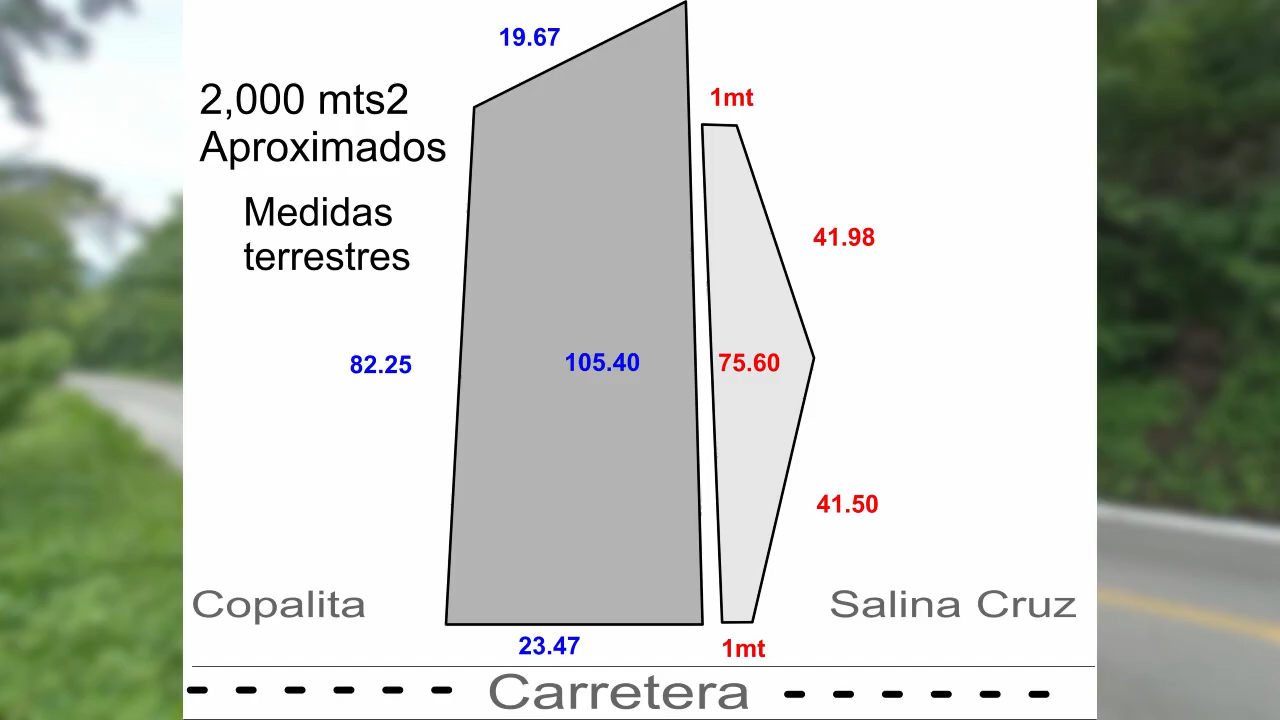 19.67
2,000 mts2
Aproximados
1mt
Medidas
terrestres
41.98
82.25
105.40
75.60
41.50
Copalita
Salina Cruz
23.47
1mt
Carretera